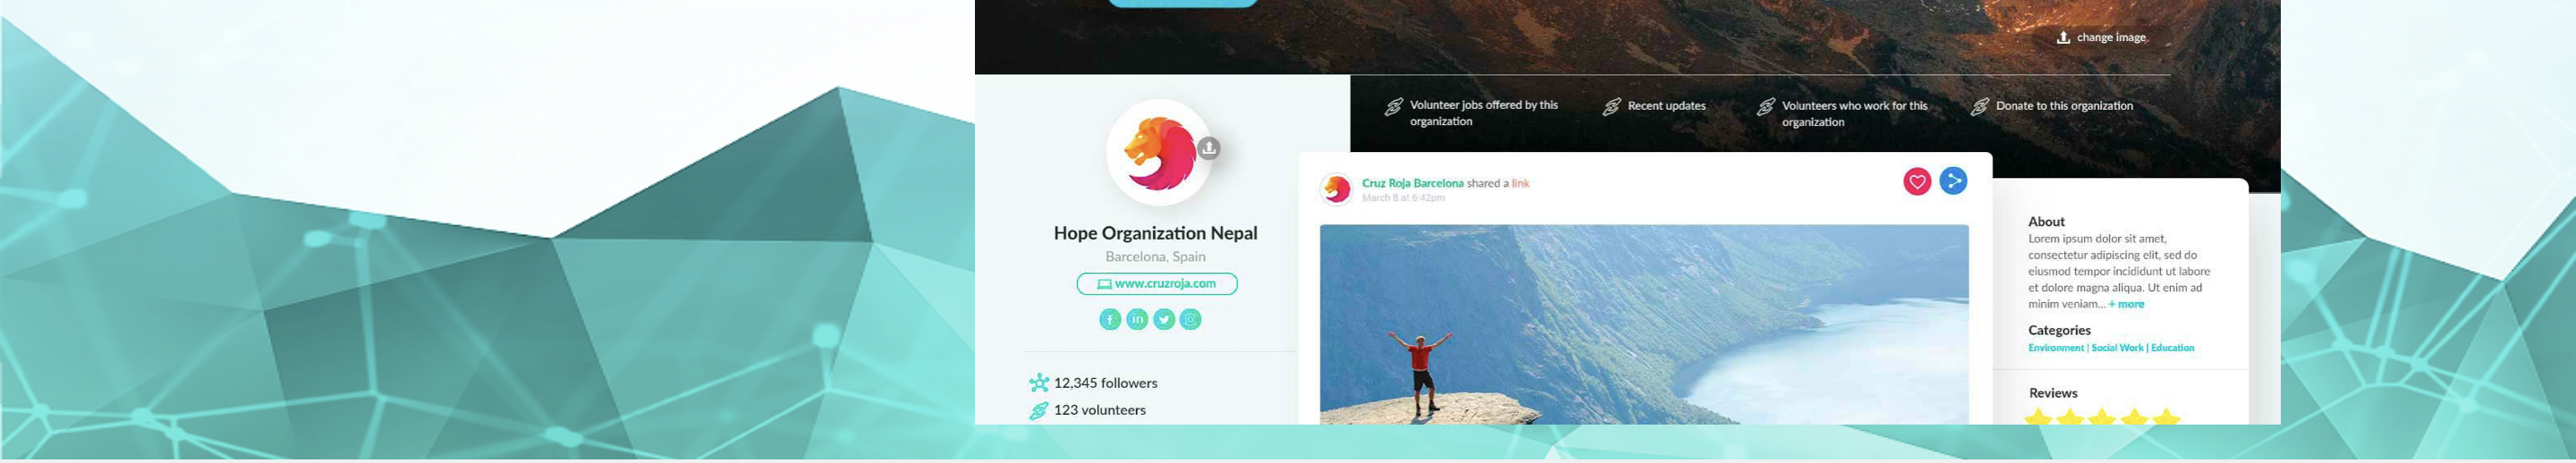 change image
Volunteer jobs offered by this
organization
Recent updates
Volunteers who work for this
organization
Donate to this organization
Hope Organization Nepal
Barcelona, Spain
www.cruzroja.com
12,345 followers
123 volunteers
Cruz Roja Barcelona shared a link
March 8 at 6:42pm
About
Lorem ipsum dolor sit amet,
consectetur adipiscing elit, sed do
eiusmod tempor incididunt ut labore
et dolore magna aliqua. Ut enim ad
minim veniam... + more
Categories
Environment | Social Work | Education
Reviews